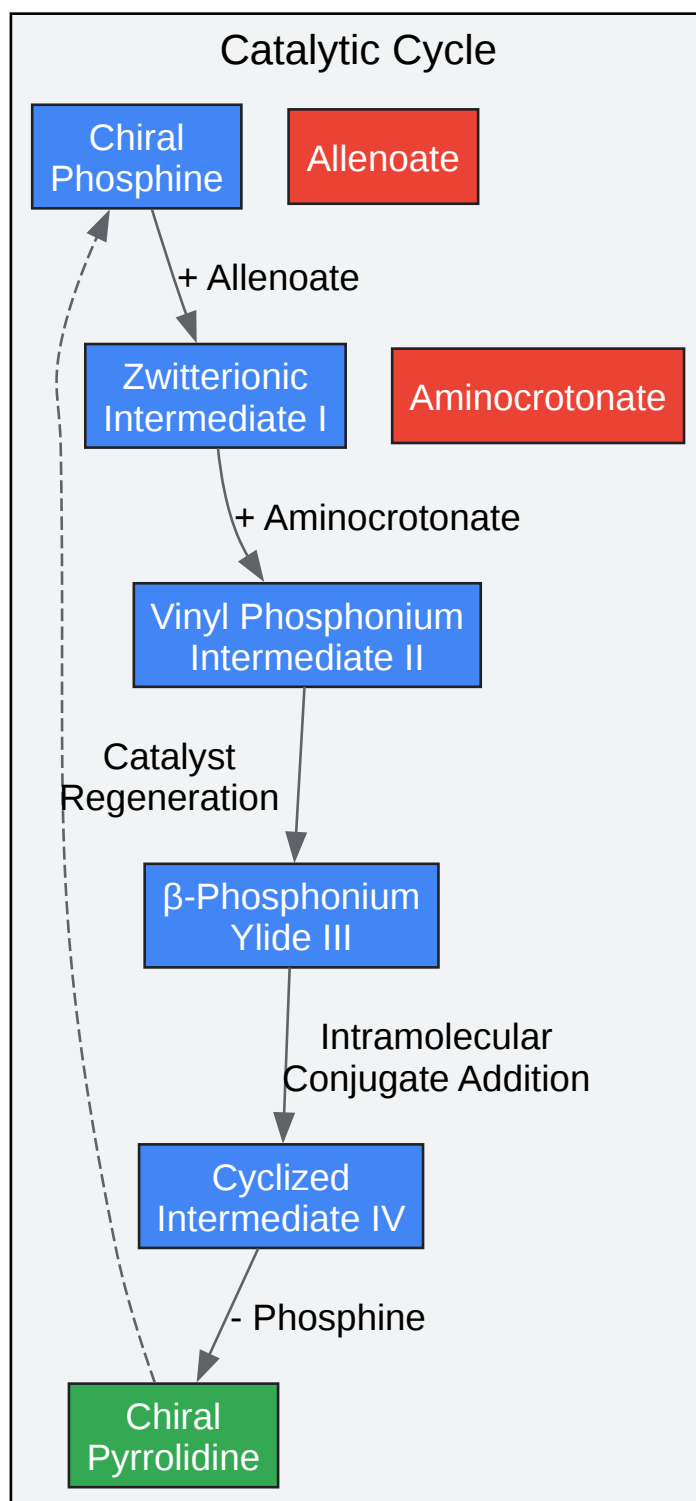 Catalytic Cycle
Chiral
Phosphine
Allenoate
+ Allenoate
Zwitterionic
Intermediate I
Aminocrotonate
+ Aminocrotonate
Vinyl Phosphonium
Intermediate II
Catalyst
Regeneration
β-Phosphonium
Ylide III
Intramolecular
Conjugate Addition
Cyclized
Intermediate IV
- Phosphine
Chiral
Pyrrolidine